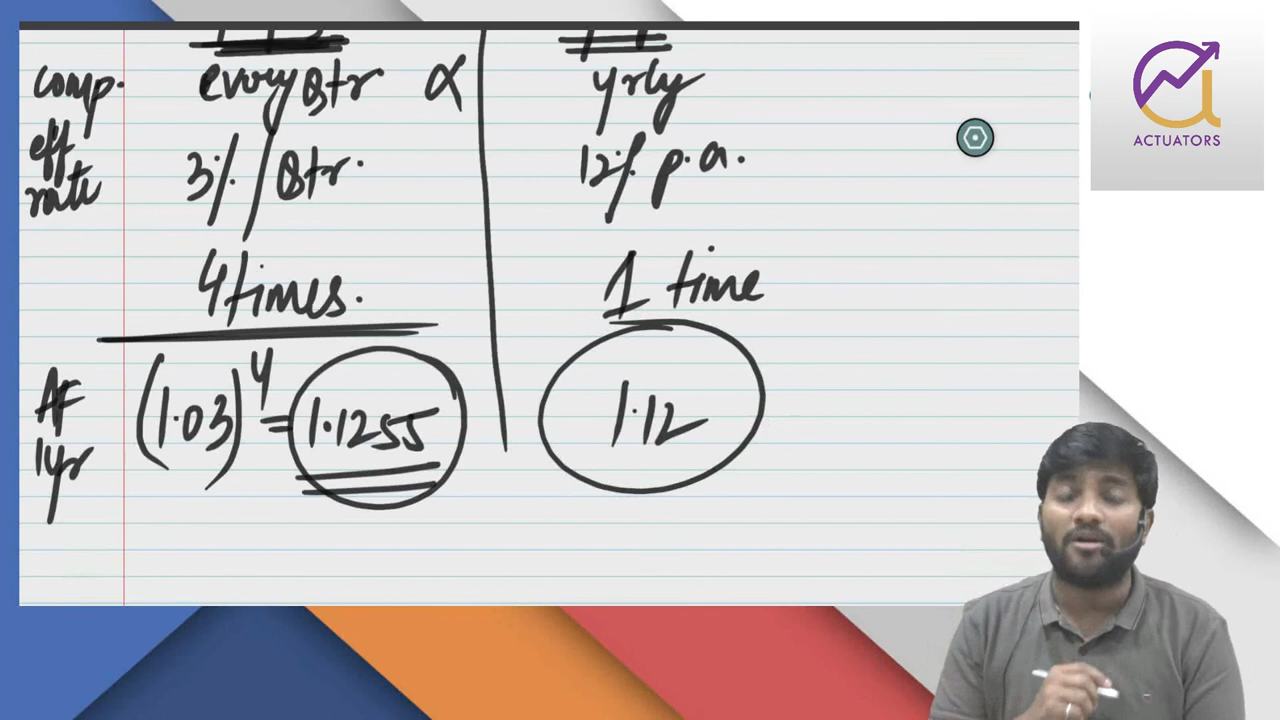 comp. every Qtr α yrly
eff rate 3% / Qtr. 12% p.a.
4 times. 1 time
AF 1yr (1.03)^4 = 1.1255 1.12
ACTUATORS